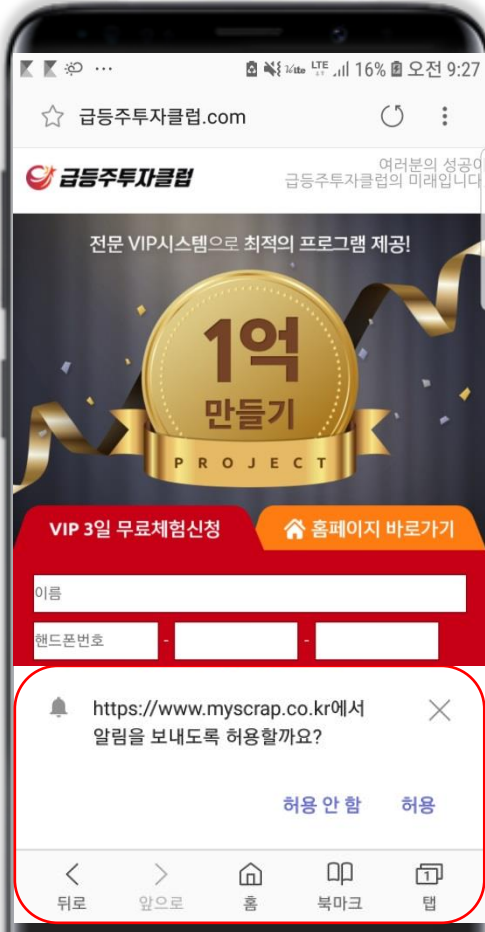 LTE 16% 오전 9:27
급등주투자클럽.com
급등주투자클럽
여러분의 성공이
급등주투자클럽의 미래입니다
전문 VIP시스템으로 최적의 프로그램 제공!
1억
만들기
PROJECT
VIP 3일 무료체험신청
홈페이지 바로가기
이름
핸드폰번호 - -
https://www.myscrap.co.kr에서
알림을 보내도록 허용할까요?
허용 안 함 허용
1
뒤로 앞으로 홈 북마크 탭